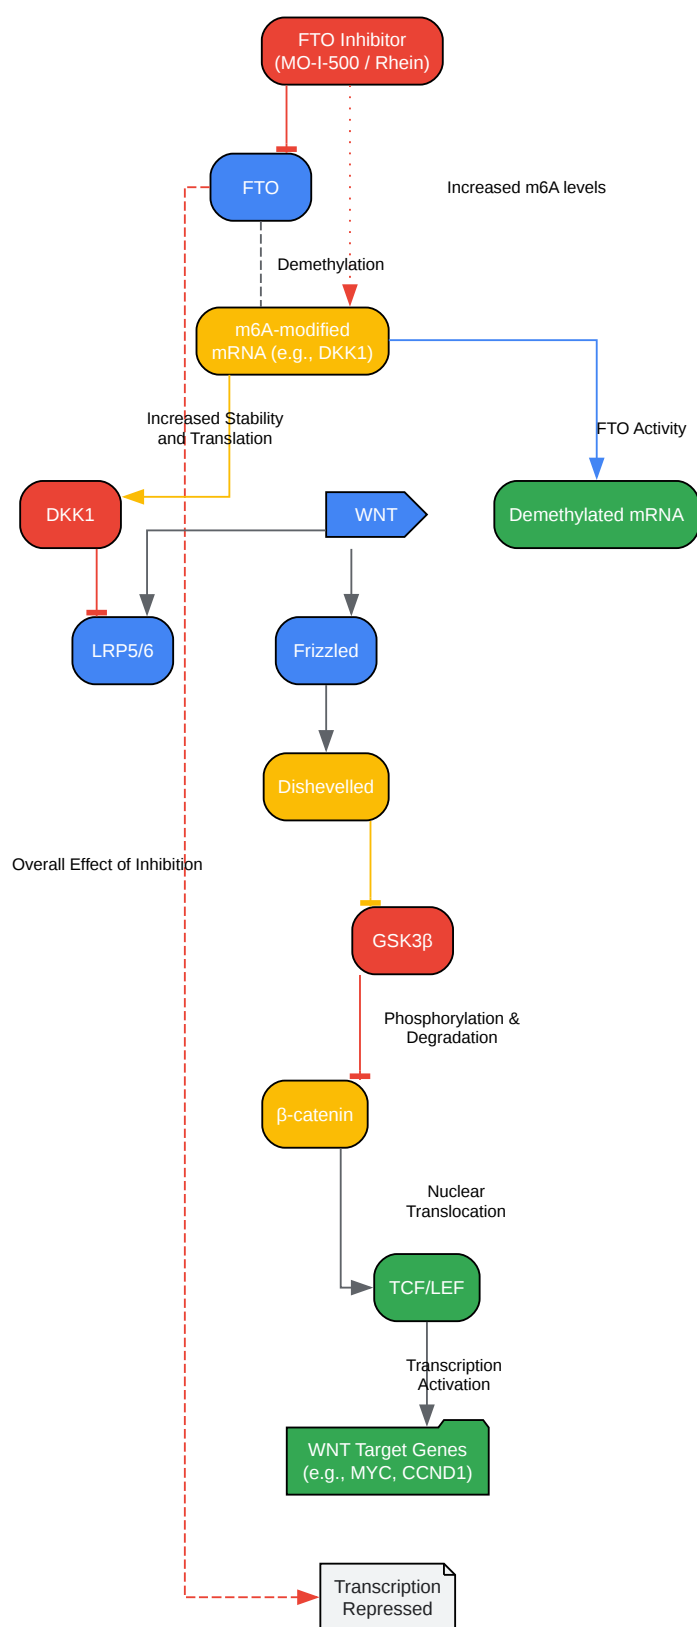 FTO Inhibitor
(MO-I-500 / Rhein)
FTO
Increased m6A levels
Demethylation
m6A-modified
mRNA (e.g., DKK1)
Increased Stability
and Translation
FTO Activity
DKK1
WNT
Demethylated mRNA
LRP5/6
Frizzled
Dishevelled
Overall Effect of Inhibition
GSK3β
Phosphorylation &
Degradation
β-catenin
Nuclear
Translocation
TCF/LEF
Transcription
Activation
WNT Target Genes
(e.g., MYC, CCND1)
Transcription
Repressed